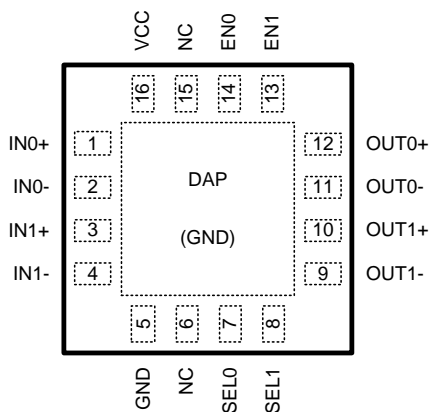 VCC NC EN0 EN1
16 15 14 13
IN0+ 1 12 OUT0+
IN0- 2 DAP 11 OUT0-
IN1+ 3 (GND) 10 OUT1+
IN1- 4 9 OUT1-
5 6 7 8
GND NC SEL0 SEL1